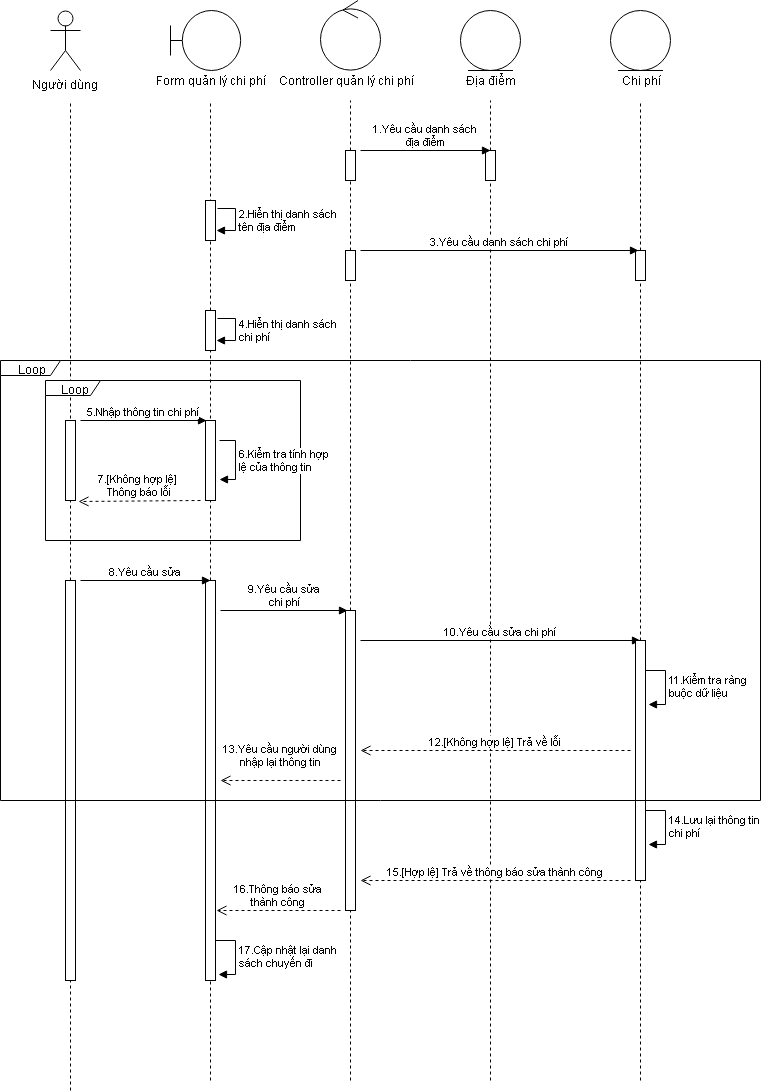 Người dùng
Form quản lý chi phí
Controller quản lý chi phí
Địa điểm
Chi phí
1.Yêu cầu danh sách
địa điểm
2.Hiển thị danh sách
tên địa điểm
3.Yêu cầu danh sách chi phí
4.Hiển thị danh sách
chi phí
Loop
Loop
5.Nhập thông tin chi phí
6.Kiểm tra tính hợp
lệ của thông tin
7.[Không hợp lệ]
Thông báo lỗi
8.Yêu cầu sửa
9.Yêu cầu sửa
chi phí
10.Yêu cầu sửa chi phí
11.Kiểm tra ràng
buộc dữ liệu
12.[Không hợp lệ] Trả về lỗi
13.Yêu cầu người dùng
nhập lại thông tin
14.Lưu lại thông tin
chi phí
15.[Hợp lệ] Trả về thông báo sửa thành công
16.Thông báo sửa
thành công
17.Cập nhật lại danh
sách chuyến đi